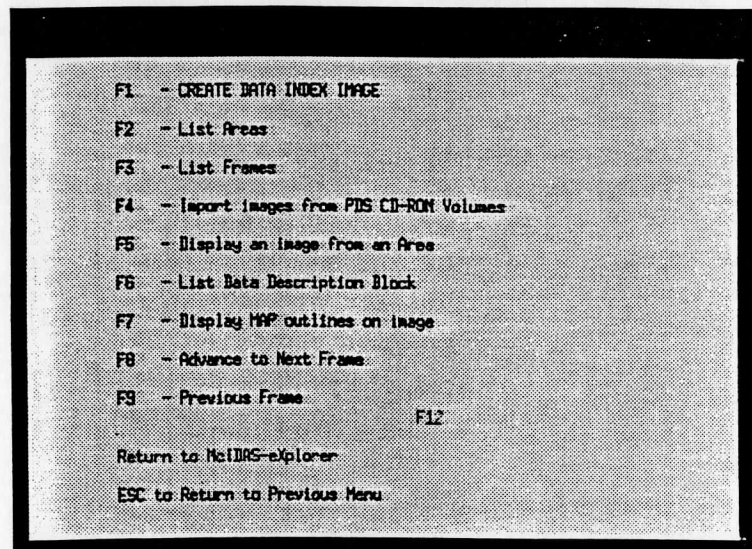 F1 - CREATE DATA INDEX IMAGE
F2 - List Areas
F3 - List Frames
F4 - Import images from PDS CD-ROM Volumes
F5 - Display an image from an Area
F6 - List Data Description Block
F7 - Display MAP outlines on image
F8 - Advance to Next Frame
F9 - Previous Frame
F12
Return to McIDAS-eXplorer
ESC to Return to Previous Menu